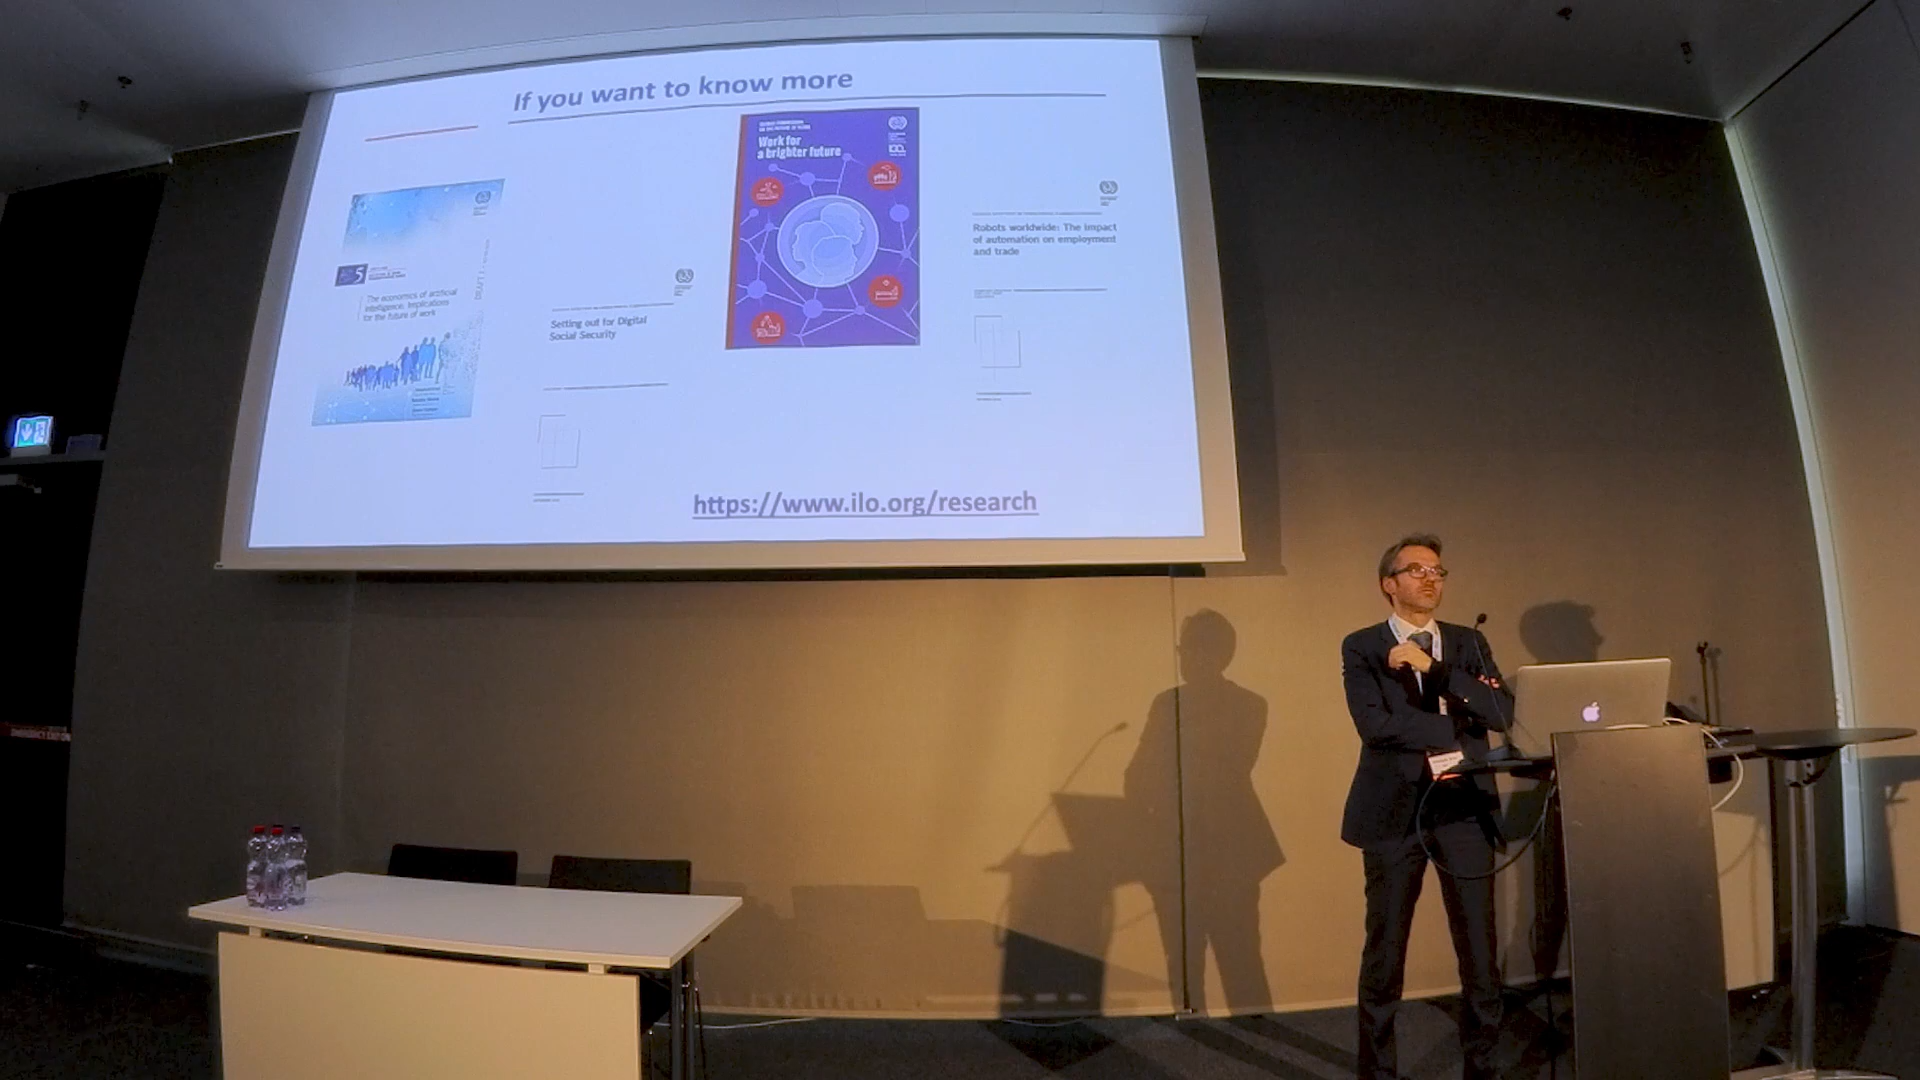 If you want to know more
Work for
a brighter future
Robots worldwide: The impact
of automation on employment
and trade
The economics of artificial
intelligence: Implications
for the future of work
Setting out for Digital
Social Security
https://www.ilo.org/research